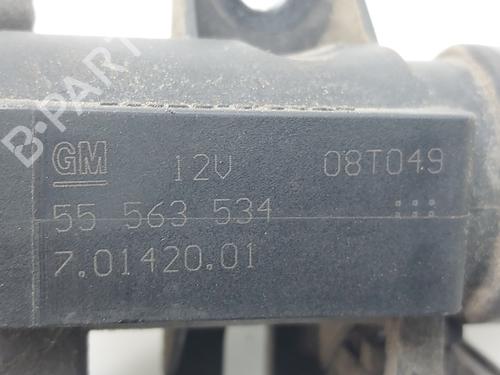 B-PARTS
GM 12V 08T049
55 563 534 :::
7.01420.01